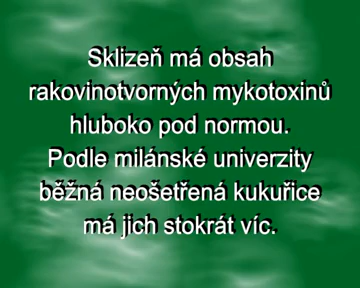 Sklizeň má obsah
rakovinotvorných mykotoxinů
hluboko pod normou.
Podle milánské univerzity
běžná neošetřená kukuřice
má jich stokrát víc.